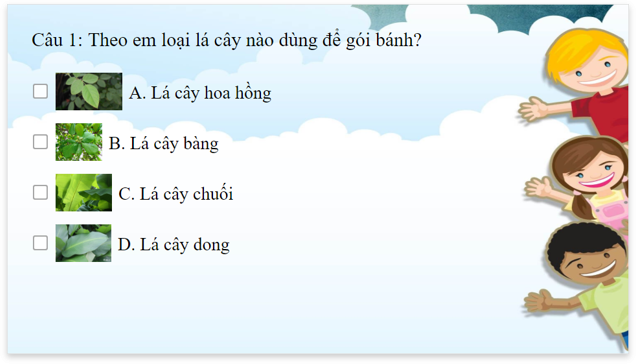 Câu 1: Theo em loại lá cây nào dùng để gói bánh?
A. Lá cây hoa hồng
B. Lá cây bàng
C. Lá cây chuối
D. Lá cây dong